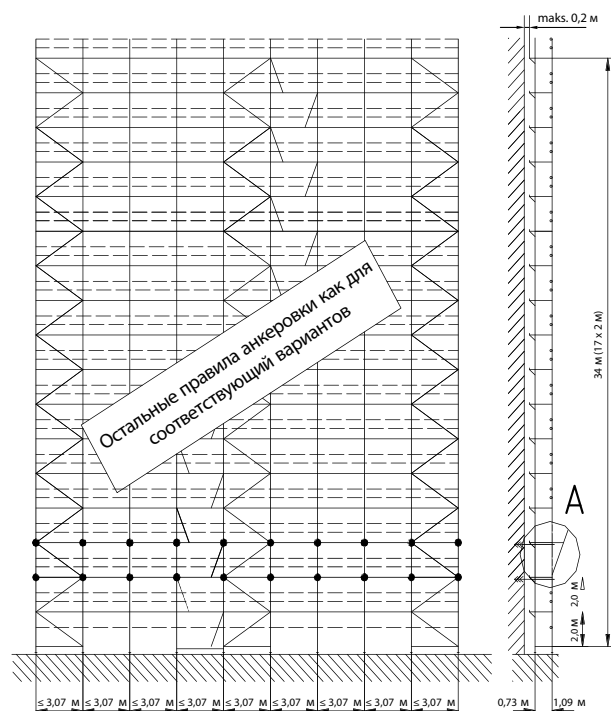 maks. 0,2 м
Остальные правила анкеровки как для
соответствующий вариантов
34 м (17 x 2 м)
A
2,0 м
2,0 м
≤ 3,07 м ≤ 3,07 м ≤ 3,07 м ≤ 3,07 м ≤ 3,07 м ≤ 3,07 м ≤ 3,07 м ≤ 3,07 м ≤ 3,07 м
0,73 м 1,09 м